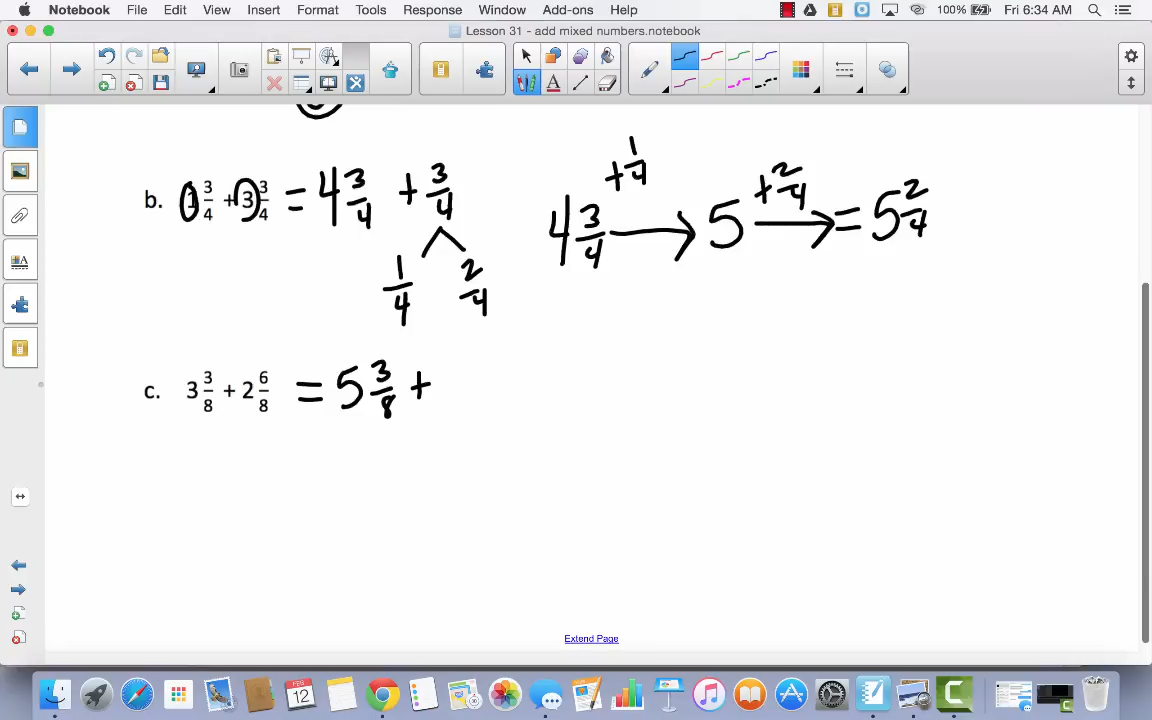 Notebook File Edit View Insert Format Tools Response Window Add-ons Help 100% Fri 6:34 AM
Lesson 31 - add mixed numbers.notebook
b. 1 3/4 + 3 3/4 = 4 3/4 + 3/4
1/4 2/4
+1/4 +2/4
4 3/4 → 5 → = 5 2/4
c. 3 3/8 + 2 6/8 = 5 3/8 +
Extend Page
FEB
12